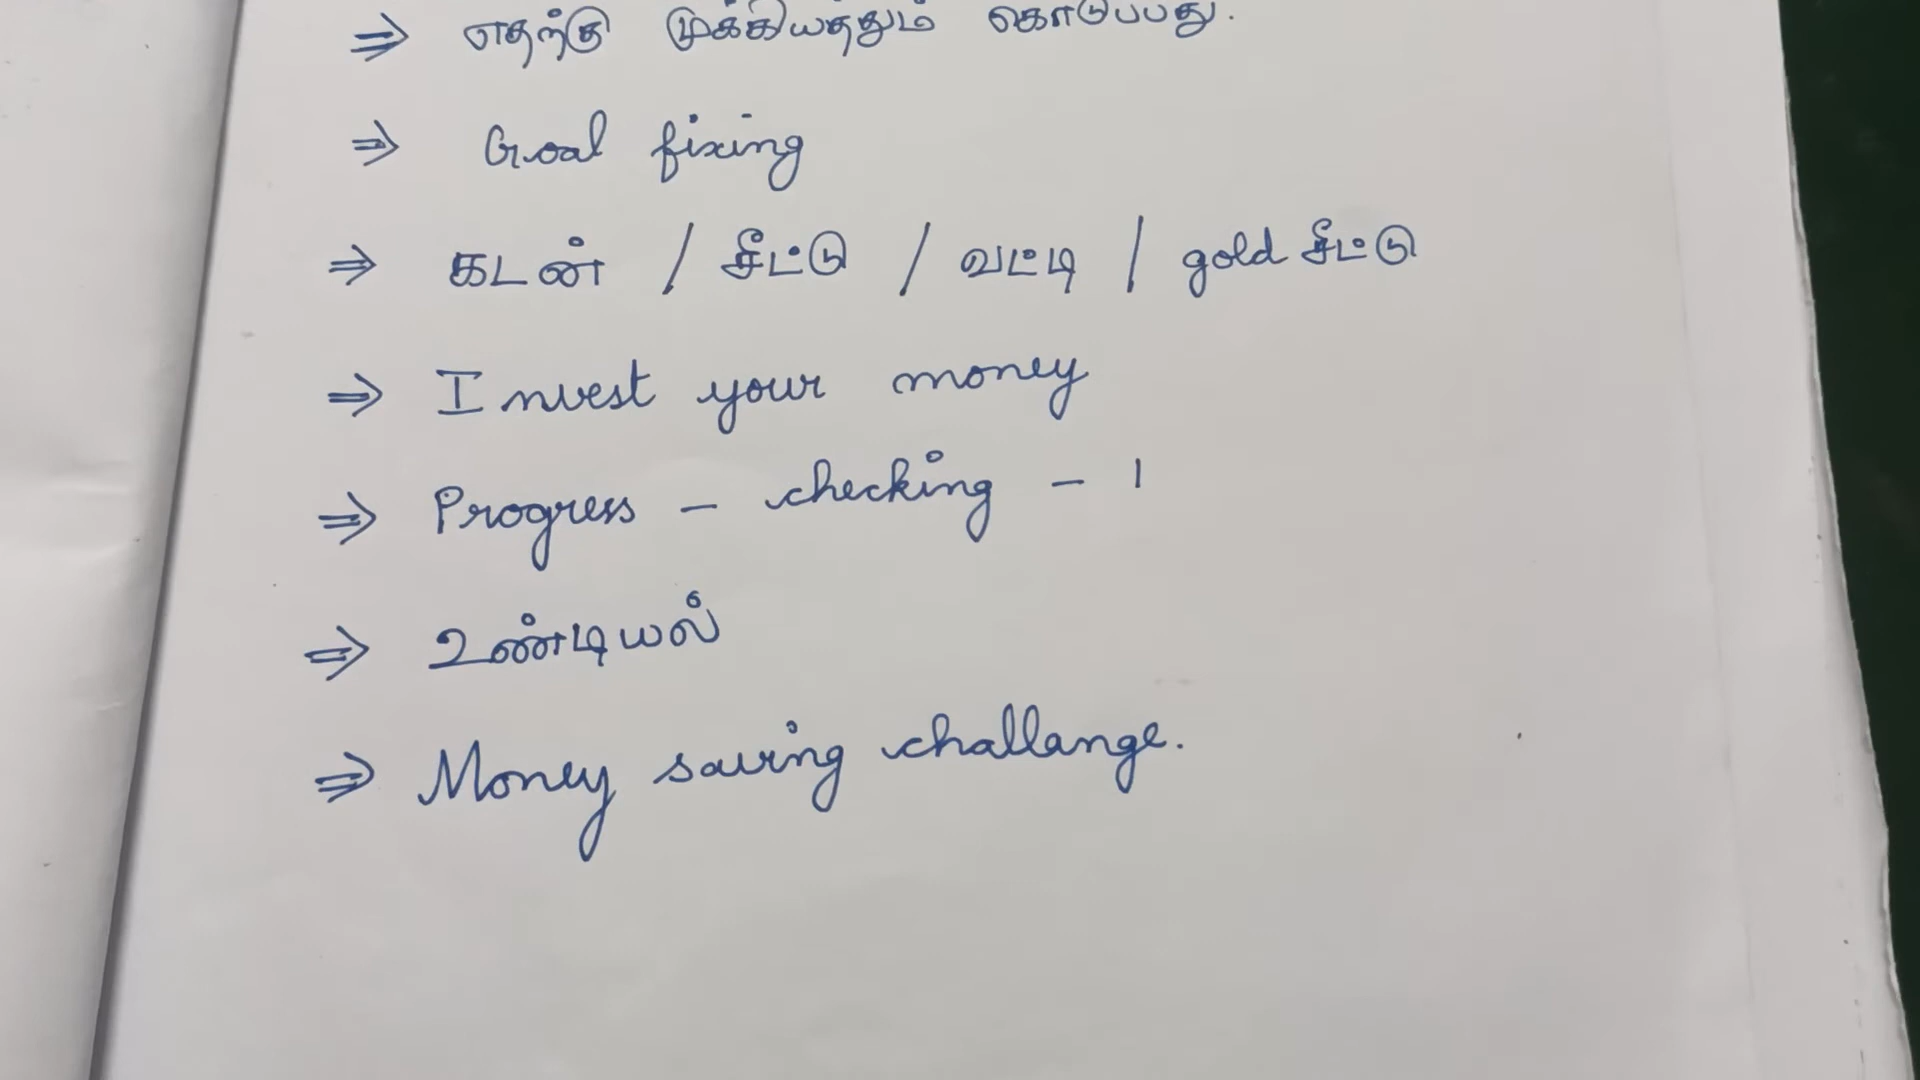 ⇒ எதற்கு முக்கியத்தும் கொடுப்பது.
⇒ Goal fixing
⇒ கடன் / சீட்டு / வட்டி / gold சீட்டு
⇒ Invest your money
⇒ Progress - checking - 1
⇒ உண்டியல்
⇒ Money saving challange.